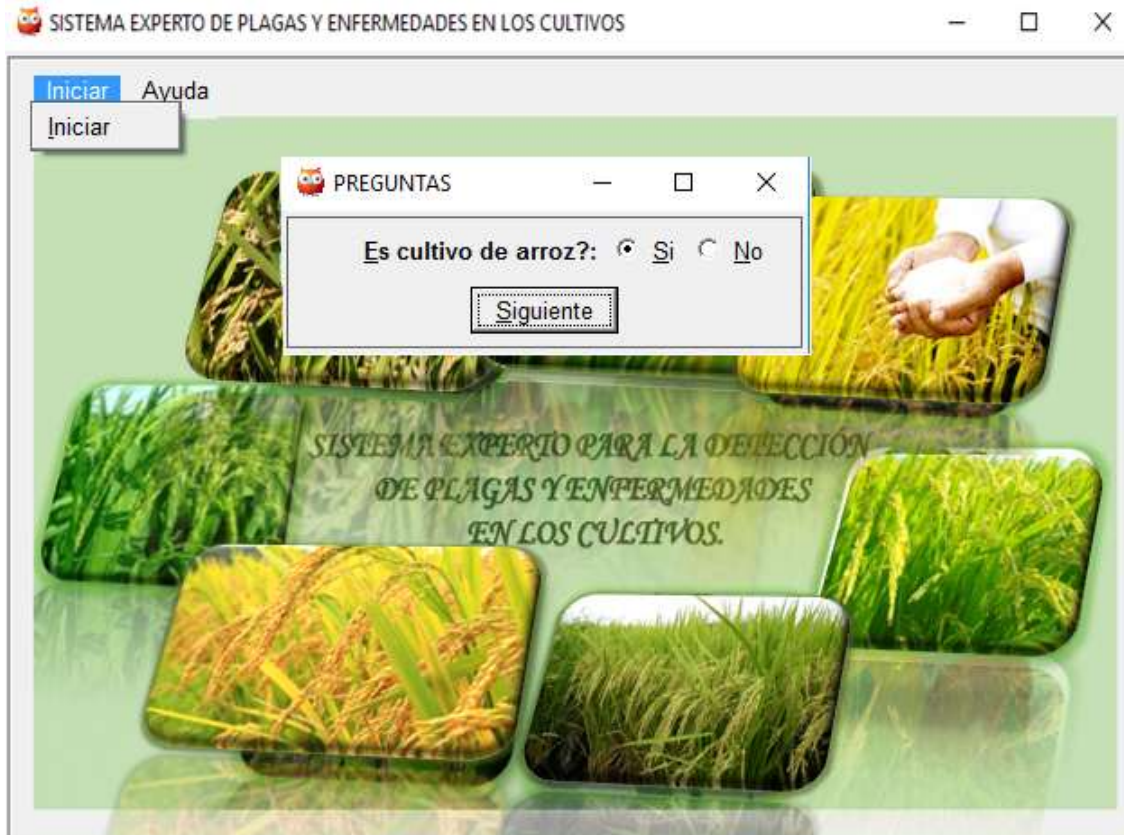 SISTEMA EXPERTO DE PLAGAS Y ENFERMEDADES EN LOS CULTIVOS
Iniciar Ayuda
Iniciar
PREGUNTAS
Es cultivo de arroz?: Si No
Siguiente
SISTEMA EXPERTO PARA LA DETECCIÓN
DE PLAGAS Y ENFERMEDADES
EN LOS CULTIVOS.